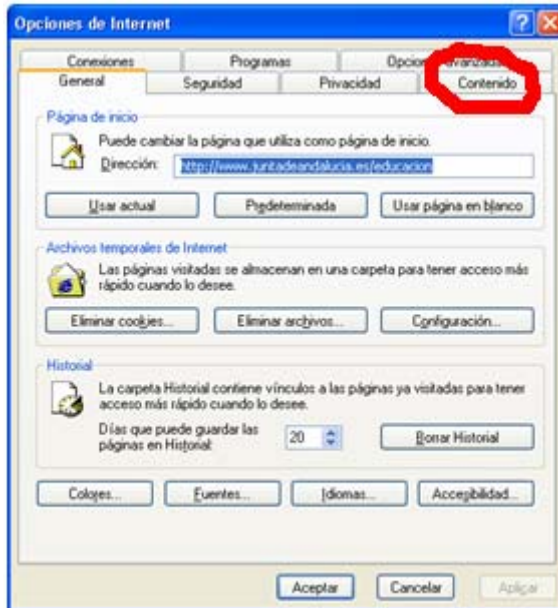 Opciones de Internet
Conexiones Programas Opciones avanzadas
General Seguridad Privacidad Contenido
Página de inicio
Puede cambiar la página que utiliza como página de inicio.
Dirección: http://www.juntadeandalucia.es/educacion
Usar actual Predeterminada Usar página en blanco
Archivos temporales de Internet
Las páginas visitadas se almacenan en una carpeta para tener acceso más
rápido cuando lo desee.
Eliminar cookies... Eliminar archivos... Configuración...
Historial
La carpeta Historial contiene vínculos a las páginas ya visitadas para tener
acceso más rápido cuando lo desee.
Días que puede guardar las
páginas en Historial: 20 Borrar Historial
Colores... Fuentes... Idiomas... Accesibilidad...
Aceptar Cancelar Aplicar